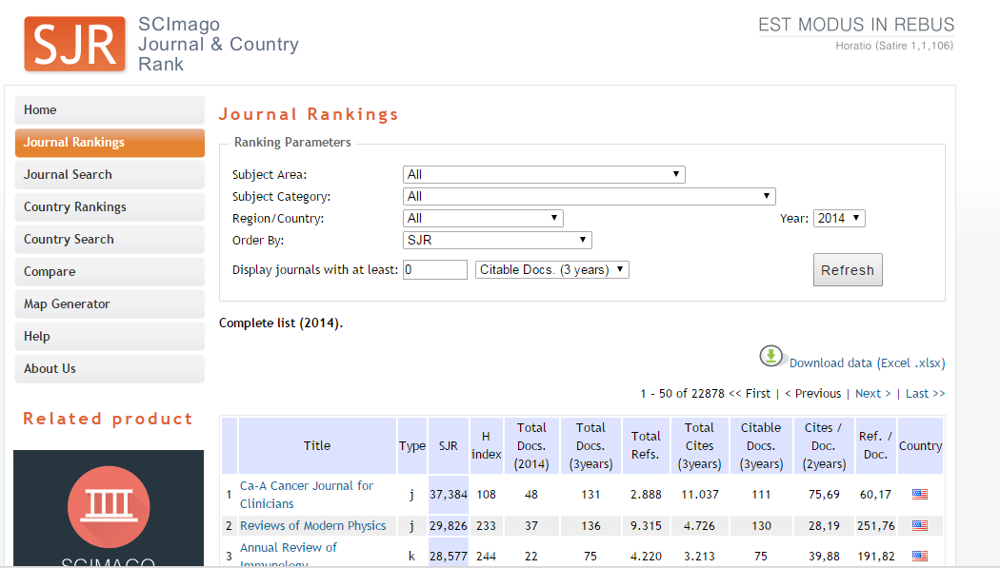 SJR
SCImago
Journal & Country
Rank
EST MODUS IN REBUS
Horatio (Satire 1,1,106)
Home
Journal Rankings
Journal Search
Country Rankings
Country Search
Compare
Map Generator
Help
About Us
Related product
SCIMAGO
Journal Rankings
Ranking Parameters
Subject Area: All
Subject Category: All
Region/Country: All Year: 2014
Order By: SJR
Display journals with at least: 0 Citable Docs. (3 years) Refresh
Complete list (2014).
Download data (Excel .xlsx)
1 - 50 of 22878 << First | < Previous | Next > | Last >>
Title Type SJR H index Total Docs. (2014) Total Docs. (3years) Total Refs. Total Cites (3years) Citable Docs. (3years) Cites / Doc. (2years) Ref. / Doc. Country
1 Ca-A Cancer Journal for Clinicians j 37,384 108 48 131 2.888 11.037 111 75,69 60,17
2 Reviews of Modern Physics j 29,826 233 37 136 9.315 4.726 130 28,19 251,76
3 Annual Review of Immunology k 28,577 244 22 75 4.220 3.213 75 39,88 191,82